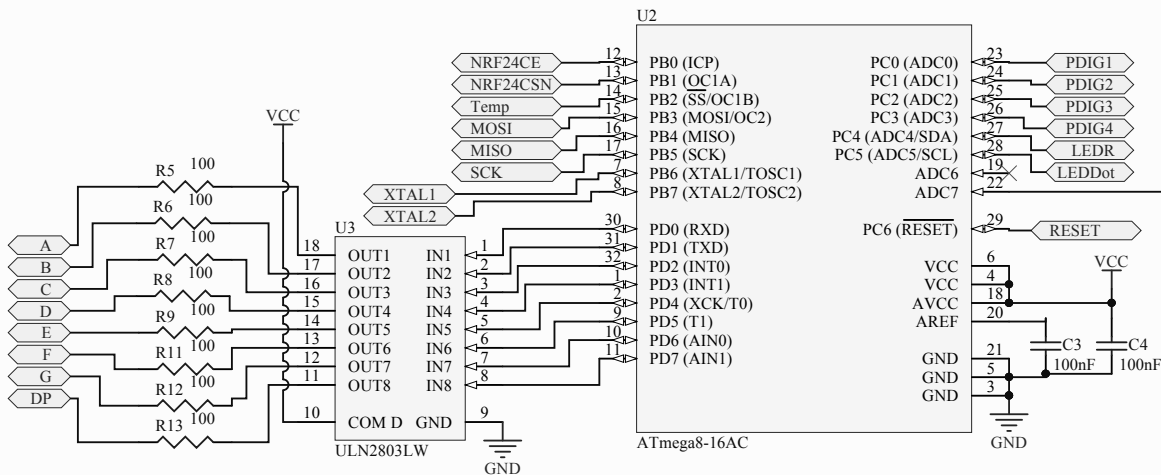 U2
NRF24CE 12 PB0 (ICP) PC0 (ADC0) 23 PDIG1
NRF24CSN 13 PB1 (OC1A) PC1 (ADC1) 24 PDIG2
Temp 14 PB2 (SS/OC1B) PC2 (ADC2) 25 PDIG3
MOSI 15 PB3 (MOSI/OC2) PC3 (ADC3) 26 PDIG4
MISO 16 PB4 (MISO) PC4 (ADC4/SDA) 27 LEDR
SCK 17 PB5 (SCK) PC5 (ADC5/SCL) 28 LEDDot
XTAL1 7 PB6 (XTAL1/TOSC1) ADC6 19
XTAL2 8 PB7 (XTAL2/TOSC2) ADC7 22
30 PD0 (RXD) PC6 (RESET) 29 RESET
31 PD1 (TXD)
32 PD2 (INT0) VCC 6 VCC
1 PD3 (INT1) VCC 4
2 PD4 (XCK/T0) AVCC 18
9 PD5 (T1) AREF 20
10 PD6 (AIN0) C3 100nF C4 100nF
11 PD7 (AIN1) GND 21
GND 5
GND 3
GND
ATmega8-16AC
VCC
U3
A R5 100 18 OUT1 IN1 1
B R6 100 17 OUT2 IN2 2
C R7 100 16 OUT3 IN3 3
D R8 100 15 OUT4 IN4 4
E R9 100 14 OUT5 IN5 5
F R11 100 13 OUT6 IN6 6
G R12 100 12 OUT7 IN7 7
DP R13 100 11 OUT8 IN8 8
10 COM D GND 9
GND
ULN2803LW